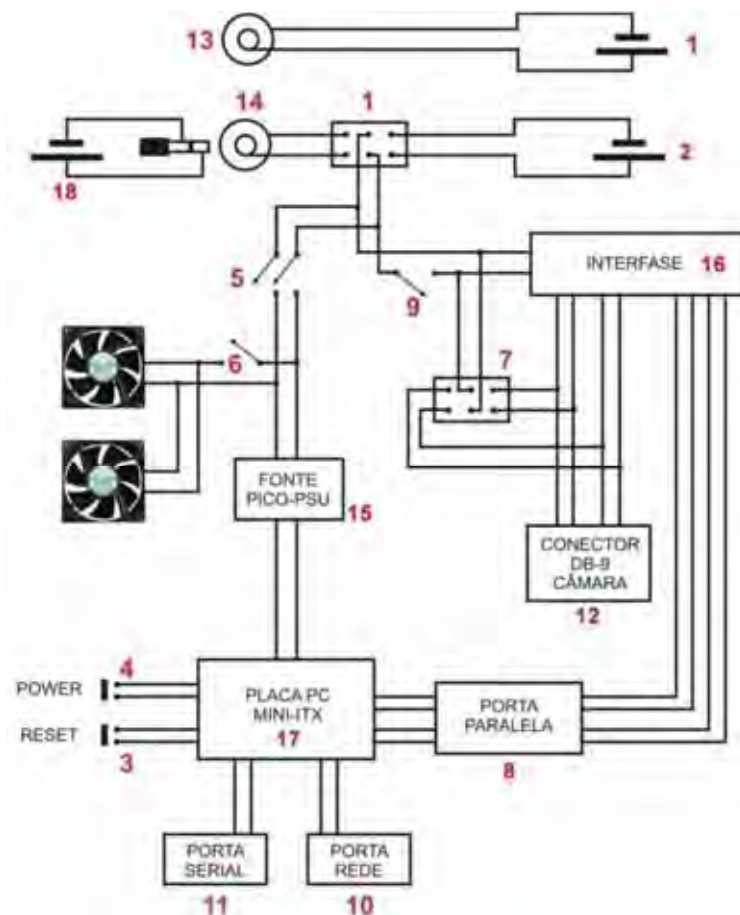 13
1
14
1
18
2
5
INTERFASE 16
9
6
7
FONTE
PICO-PSU
15
CONECTOR
DB-9
CÂMARA
12
4
POWER
PLACA PC
MINI-ITX
17
PORTA
PARALELA
RESET
3
8
PORTA
SERIAL
PORTA
REDE
11
10